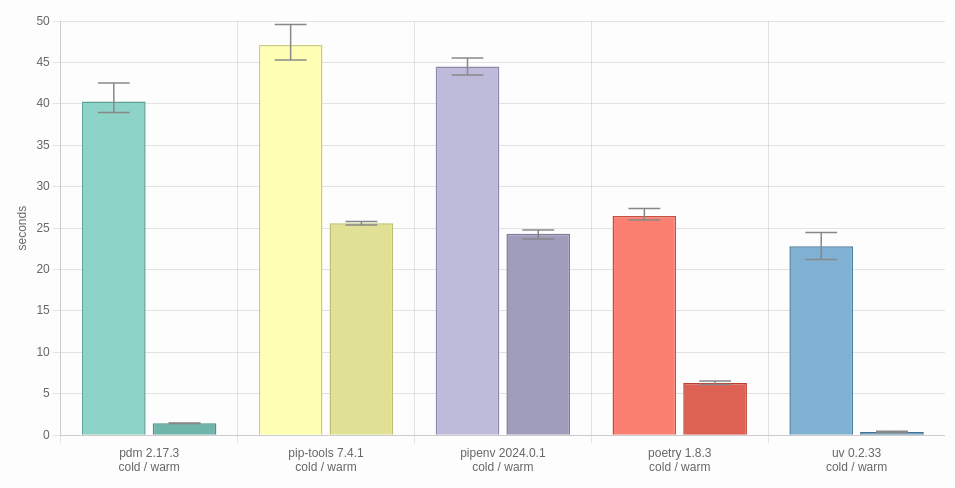 50
45
40
35
30
25
20
15
10
5
0
seconds
pdm 2.17.3
cold / warm
pip-tools 7.4.1
cold / warm
pipenv 2024.0.1
cold / warm
poetry 1.8.3
cold / warm
uv 0.2.33
cold / warm